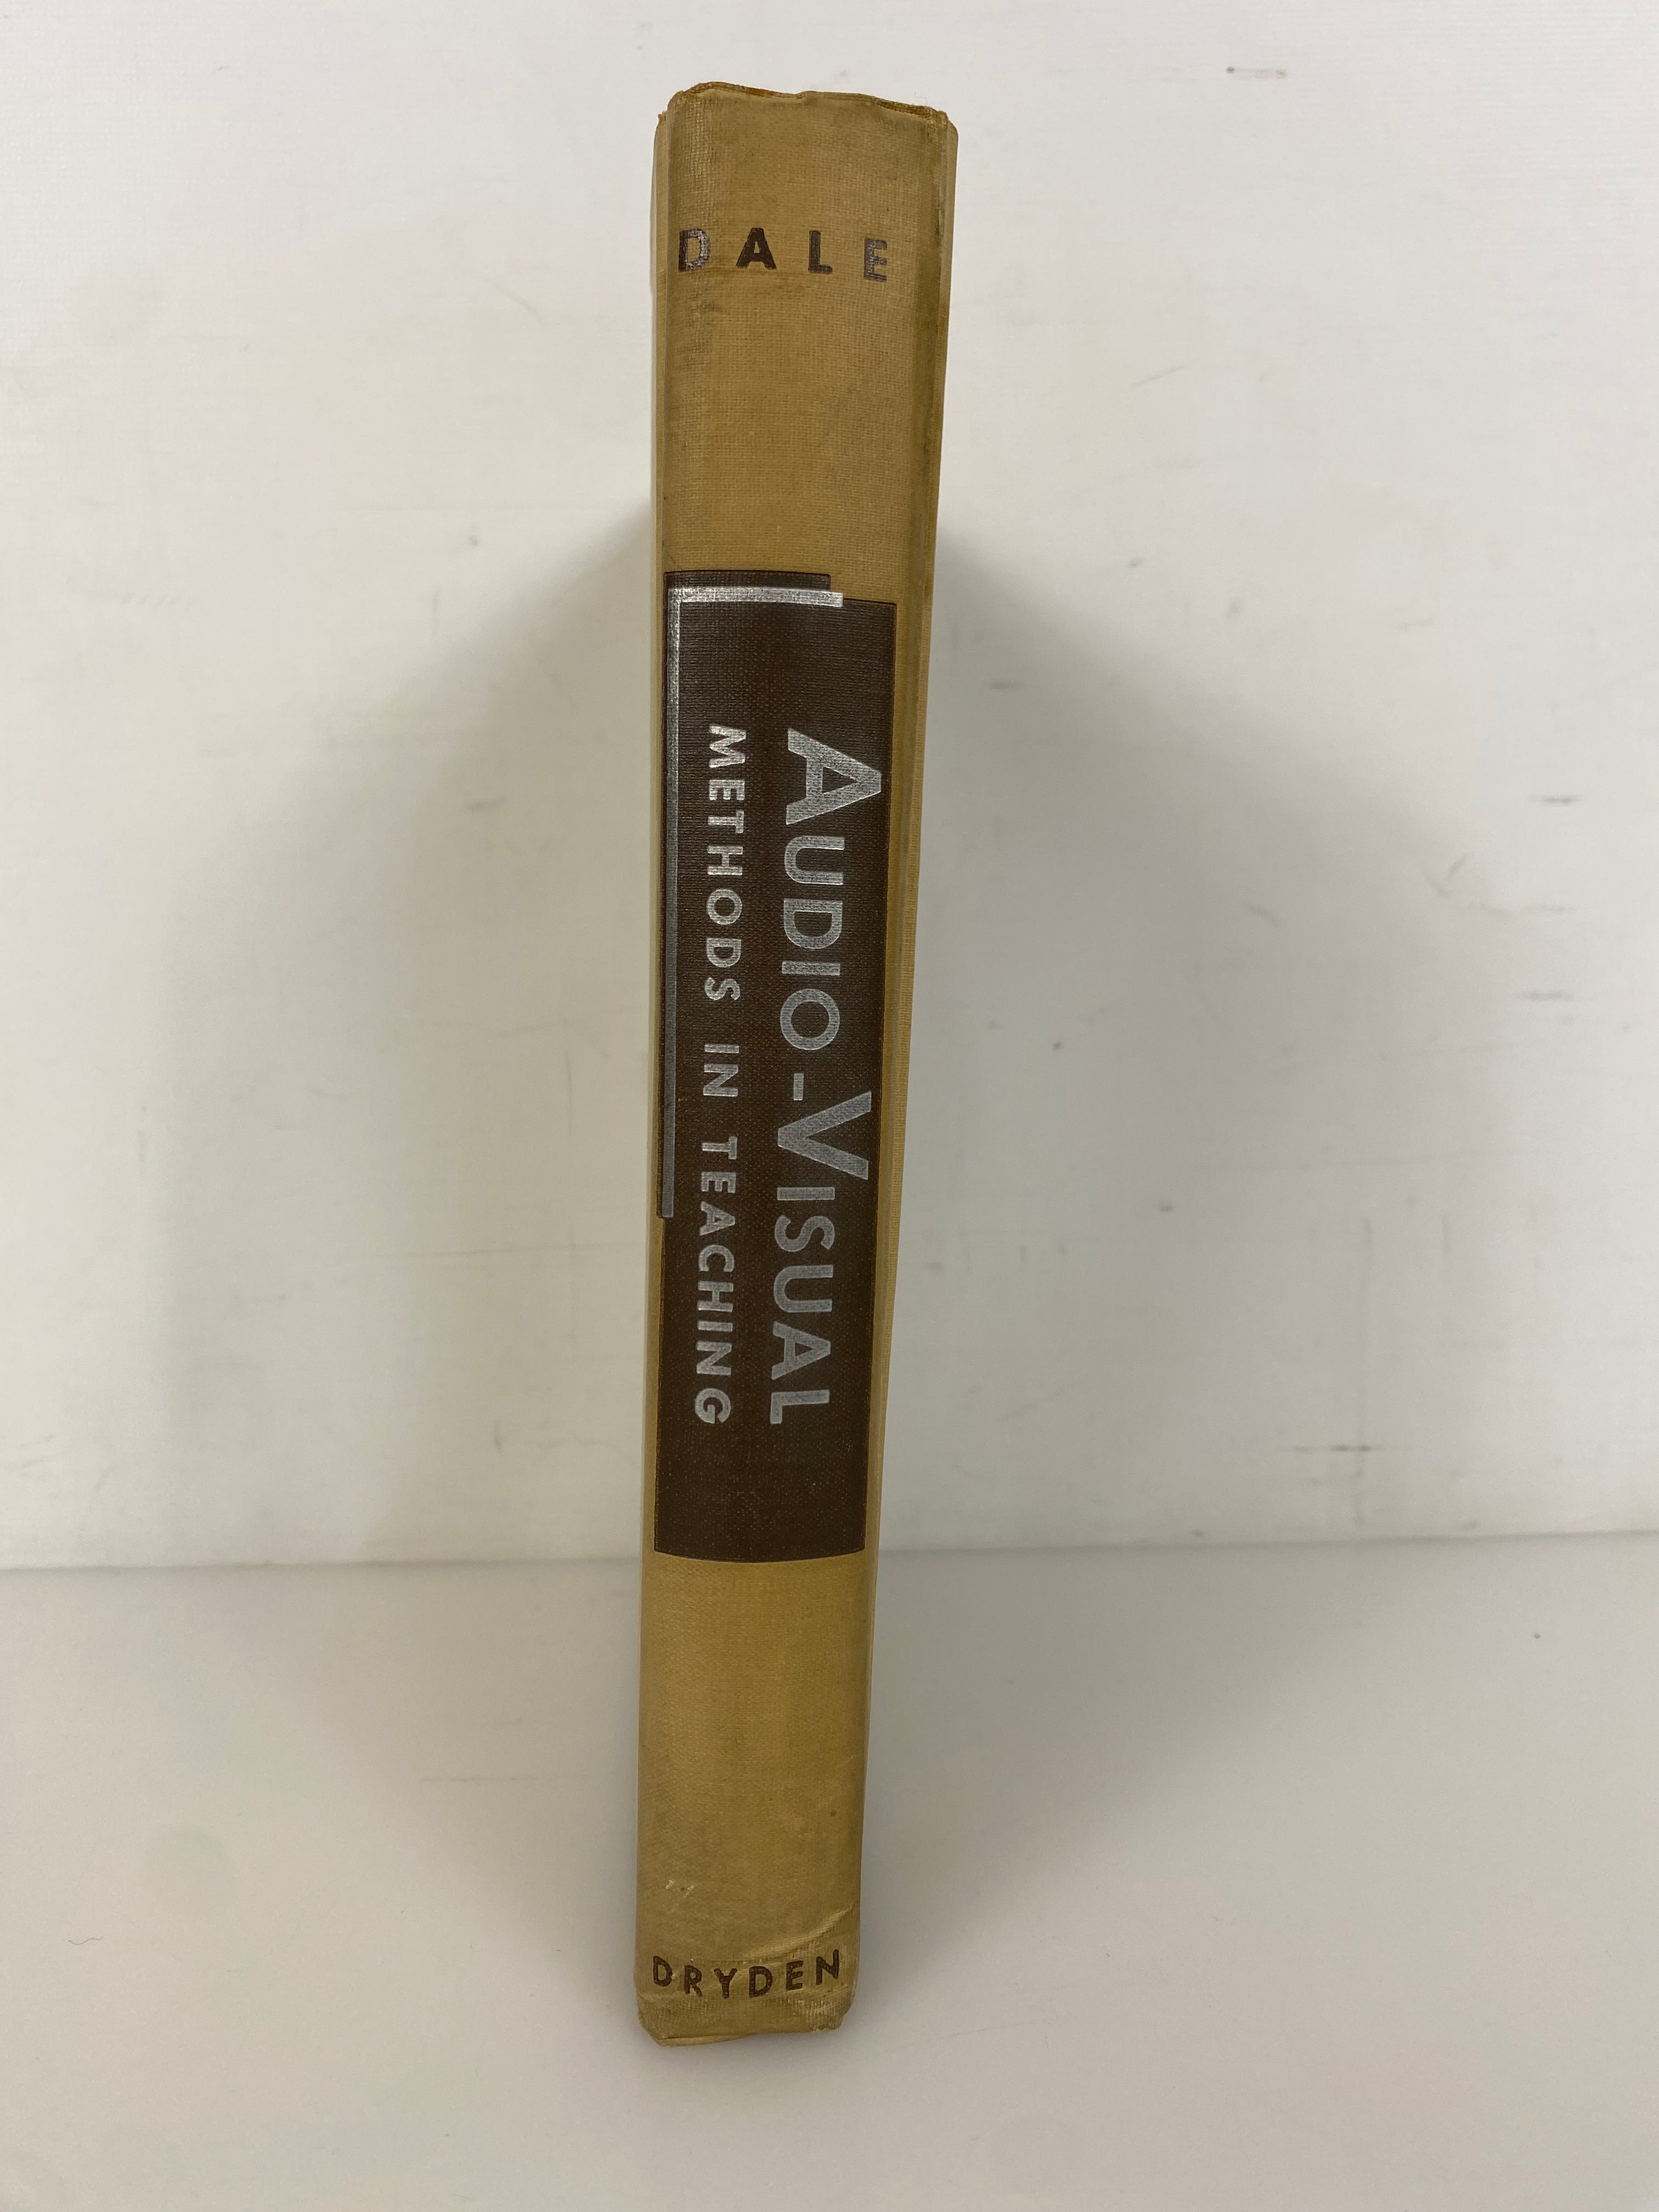 DALE
AUDIO-VISUAL
METHODS IN TEACHING
DRYDEN